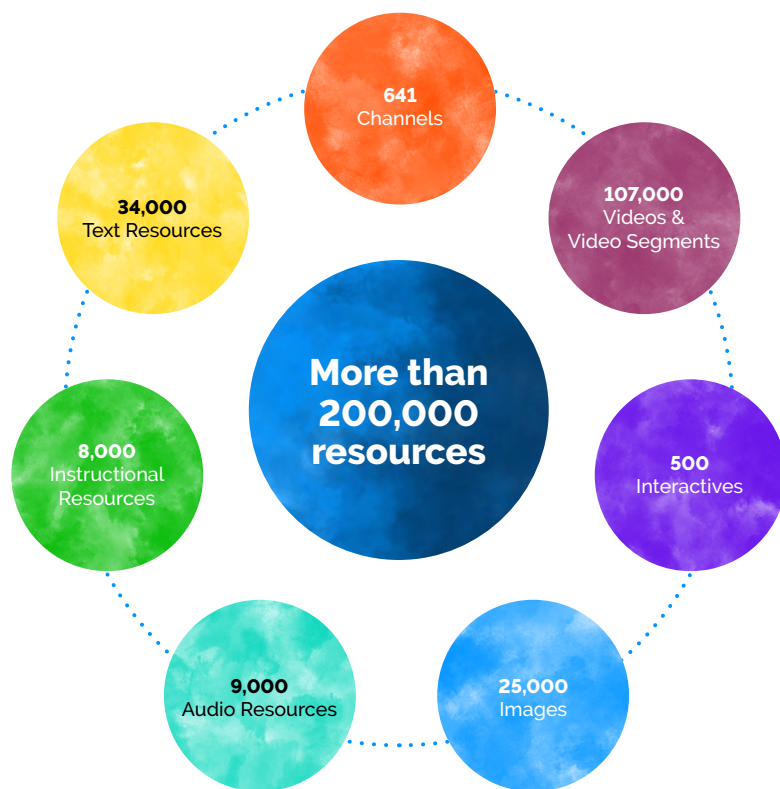 641
Channels
107,000
Videos &
Video Segments
500
Interactives
25,000
Images
9,000
Audio Resources
8,000
Instructional
Resources
34,000
Text Resources
More than
200,000
resources